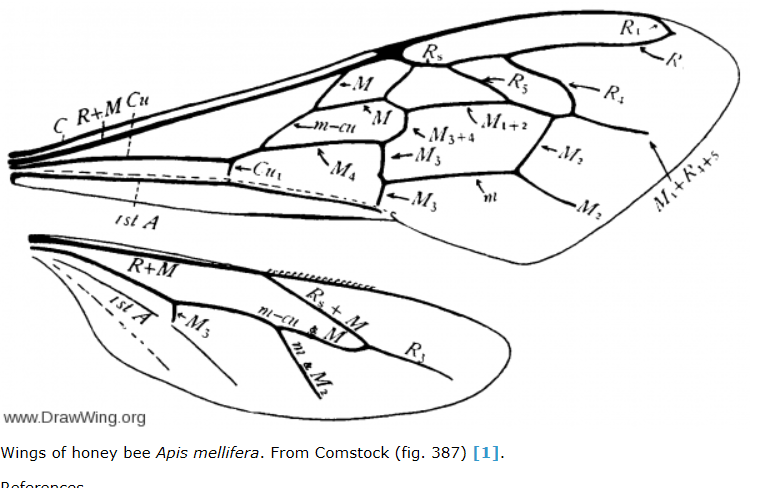 R₁
Rₛ
R
M
R₅
R₄
C R+M Cu
M
m-cu
M₁₊₂
M₃₊₄
M₃
M₂
Cu₁
M₄
M₁+R₄₊₅
M₃
m
M₂
1st A
R+M
Rₛ+M
1st A
m-cu & M
M₃
R₃
m & M₂
www.DrawWing.org
Wings of honey bee Apis mellifera. From Comstock (fig. 387) [1].
References